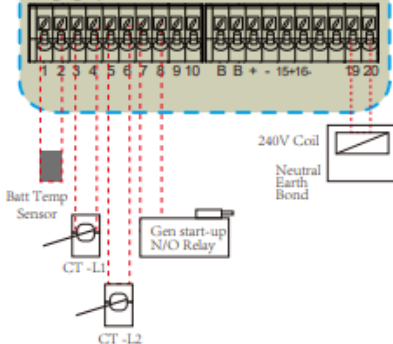 1 2 3 4 5 6 7 8 9 10 B B + - 15+16- 19 20
240V Coil
Neutral
Earth
Bond
Batt Temp
Sensor
Gen start-up
N/O Relay
CT -L1
CT -L2